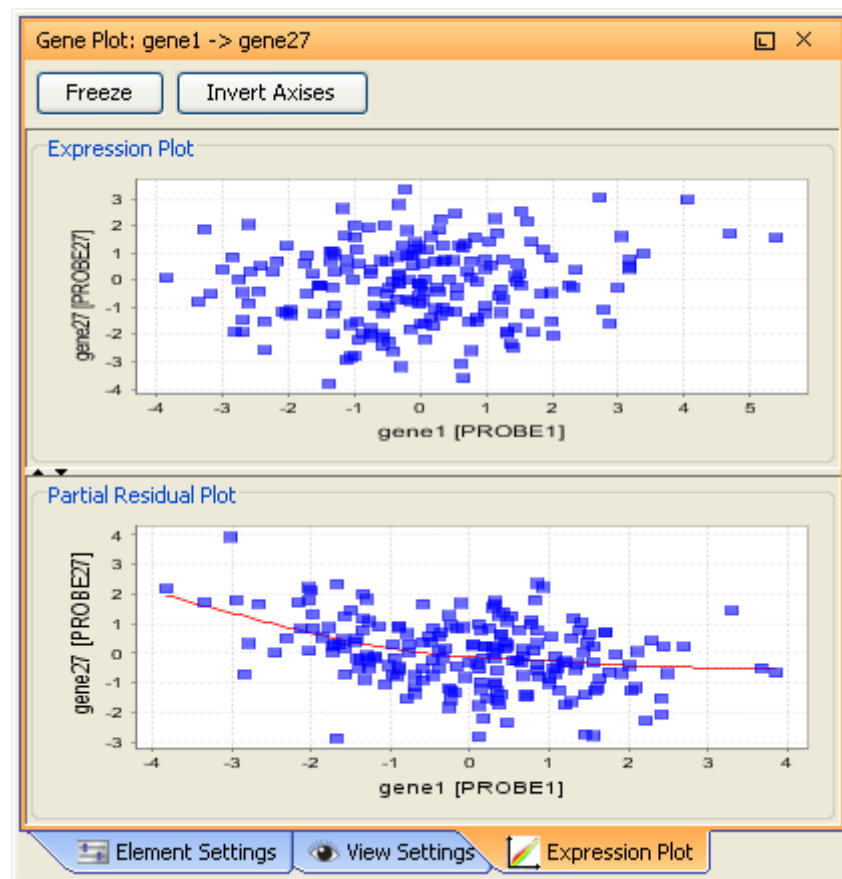 Gene Plot: gene1 -> gene27
Freeze Invert Axises
Expression Plot
gene27 [PROBE27]
3
2
1
0
-1
-2
-3
-4
-4 -3 -2 -1 0 1 2 3 4 5
gene1 [PROBE1]
Partial Residual Plot
gene27 [PROBE27]
4
3
2
1
0
-1
-2
-3
-4 -3 -2 -1 0 1 2 3 4
gene1 [PROBE1]
Element Settings View Settings Expression Plot